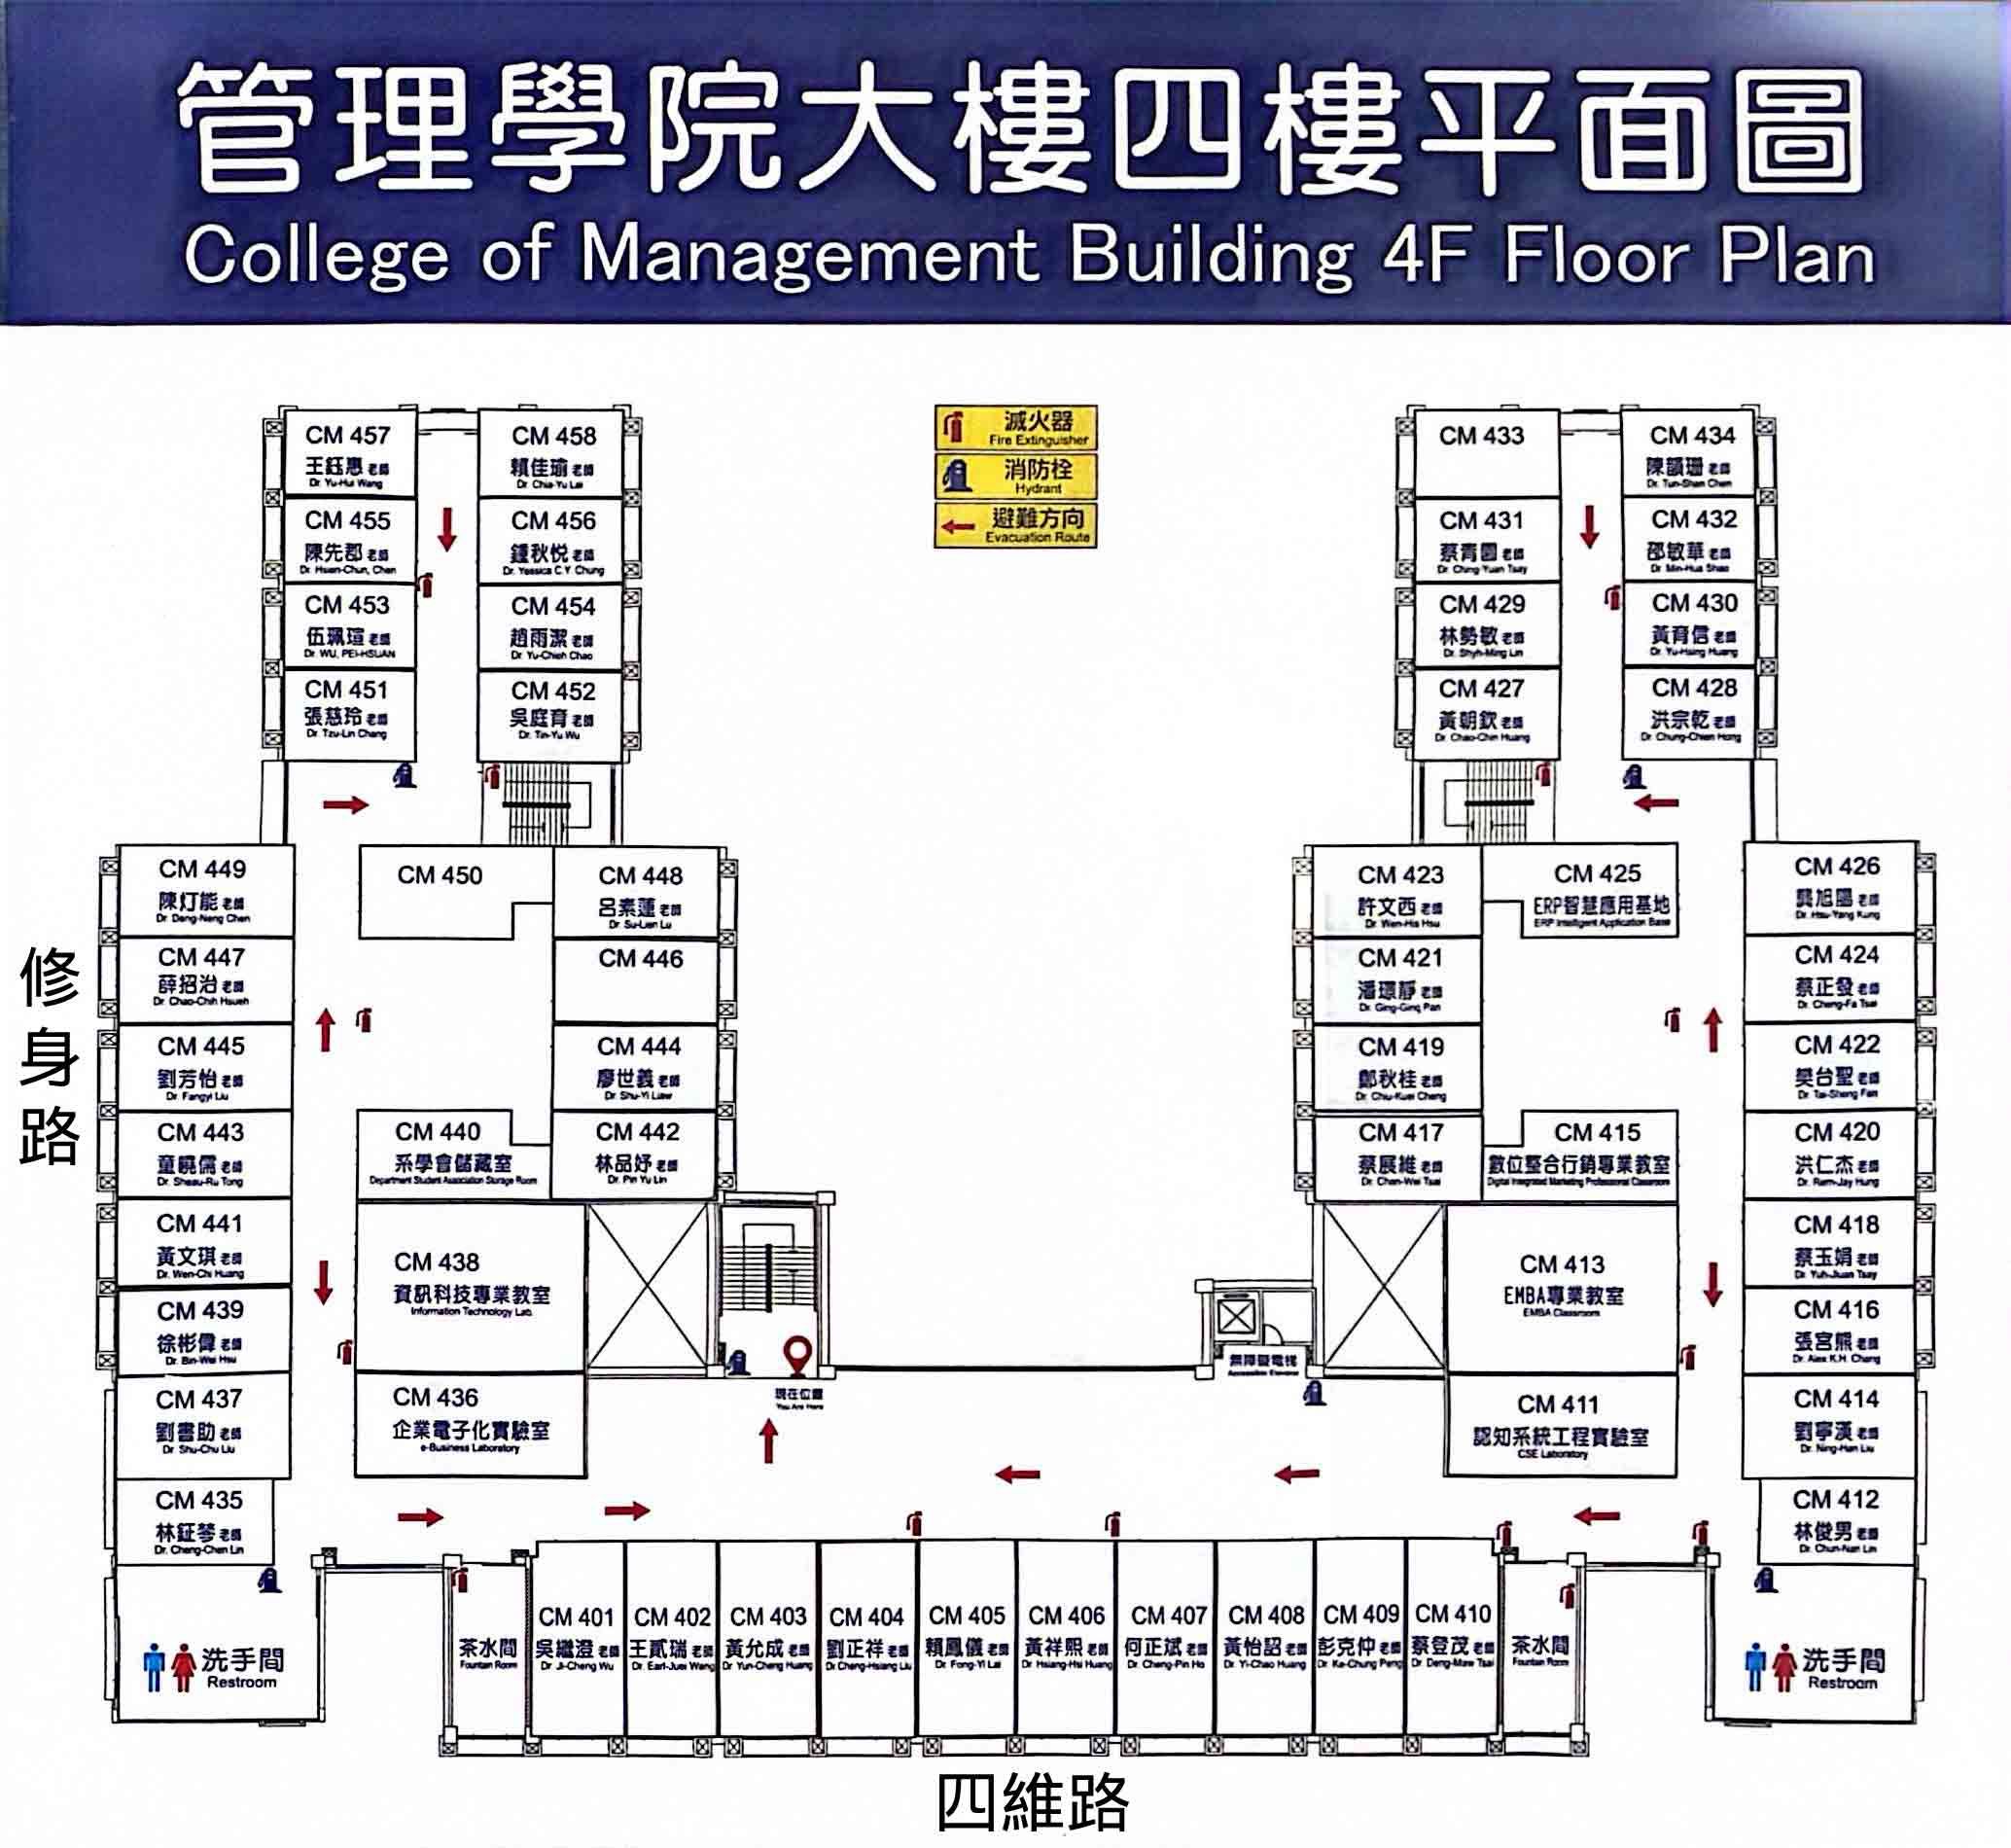 管理學院大樓四樓平面圖
College of Management Building 4F Floor Plan
滅火器
Fire Extinguisher
消防栓
Hydrant
避難方向
Evacuation Route
CM 457
王鈺惠老師
Dr. Yu-Hui Wang
CM 458
賴佳瑜老師
Dr. Chia-Yu Lai
CM 455
陳先郡老師
Dr. Hsien-Chun, Chen
CM 456
鍾秋悦老師
Dr. Yessica C.Y. Chung
CM 453
伍珮瑄老師
Dr. WU, PEI-HSUAN
CM 454
趙雨潔老師
Dr. Yu-Chieh Chao
CM 451
張慈玲老師
Dr. Tzu-Lin Chang
CM 452
吳庭育老師
Dr. Tin-Yu Wu
CM 433
CM 434
陳韻珊老師
Dr. Tun-Shan Chen
CM 431
蔡青園老師
Dr. Ching-Yuan Tsay
CM 432
邵敏華老師
Dr. Min-Hua Shao
CM 429
林勢敏老師
Dr. Shyh-Ming Lin
CM 430
黃育信老師
Dr. Yu-Hsing Huang
CM 427
黃朝欽老師
Dr. Chao-Chin Huang
CM 428
洪宗乾老師
Dr. Chung-Chien Hong
CM 449
陳灯能老師
Dr. Deng-Neng Chen
CM 450
CM 448
呂素蓮老師
Dr. Su-Lien Lu
CM 447
薛招治老師
Dr. Chao-Chih Hsueh
CM 446
CM 445
劉芳怡老師
Dr. Fangyi Liu
CM 444
廖世義老師
Dr. Shu-Yi Liaw
CM 443
童曉儒老師
Dr. Sheau-Ru Tong
CM 440
系學會儲藏室
Department Student Association Storage Room
CM 442
林品妤老師
Dr. Pin Yu Lin
CM 441
黃文琪老師
Dr. Wen-Chi Huang
CM 438
資訊科技專業教室
Information Technology Lab.
CM 439
徐彬偉老師
Dr. Bin-Wei Hsu
CM 437
劉書助老師
Dr. Shu-Chu Liu
CM 436
企業電子化實驗室
e-Business Laboratory
CM 435
林鉦棽老師
Dr. Cheng-Chen Lin
修身路
CM 423
許文西老師
Dr. Wen-His Hsu
CM 425
ERP智慧應用基地
ERP Intelligent Application Base
CM 426
龔旭陽老師
Dr. Hsu-Yang Kung
CM 421
潘璟靜老師
Dr. Ging-Ging Pan
CM 424
蔡正發老師
Dr. Cheng-Fa Tsai
CM 419
鄭秋桂老師
Dr. Chiu-Kuei Cheng
CM 422
樊台聖老師
Dr. Tai-Sheng Fan
CM 417
蔡展維老師
Dr. Chan-Wei Tsai
CM 415
數位整合行銷專業教室
Digital Integrated Marketing Professional Classroom
CM 420
洪仁杰老師
Dr. Ram-Jay Hung
CM 413
EMBA專業教室
EMBA Classroom
CM 418
蔡玉娟老師
Dr. Yuh-Juan Tsay
CM 416
張宮熊老師
Dr. Alex K.H. Chang
CM 411
認知系統工程實驗室
CSE Laboratory
CM 414
劉寧漢老師
Dr. Ning-Han Liu
CM 412
林俊男老師
Dr. Chun-Nan Lin
現在位置
You Are Here
無障礙電梯
Accessible Elevator
洗手間
Restroom
茶水間
Fountain Room
CM 401
吳繼澄老師
Dr. Ji-Cheng Wu
CM 402
王貳瑞老師
Dr. Earl-Juei Wang
CM 403
黃允成老師
Dr. Yun-Cheng Huang
CM 404
劉正祥老師
Dr. Cheng-Hsiang Liu
CM 405
賴鳳儀老師
Dr. Fong-Yi Lai
CM 406
黃祥熙老師
Dr. Hsiang-Hsi Huang
CM 407
何正斌老師
Dr. Cheng-Pin Ho
CM 408
黃怡詔老師
Dr. Yi-Chao Huang
CM 409
彭克仲老師
Dr. Ke-Chung Peng
CM 410
蔡登茂老師
Dr. Deng-Maw Tsai
茶水間
Fountain Room
洗手間
Restroom
四維路